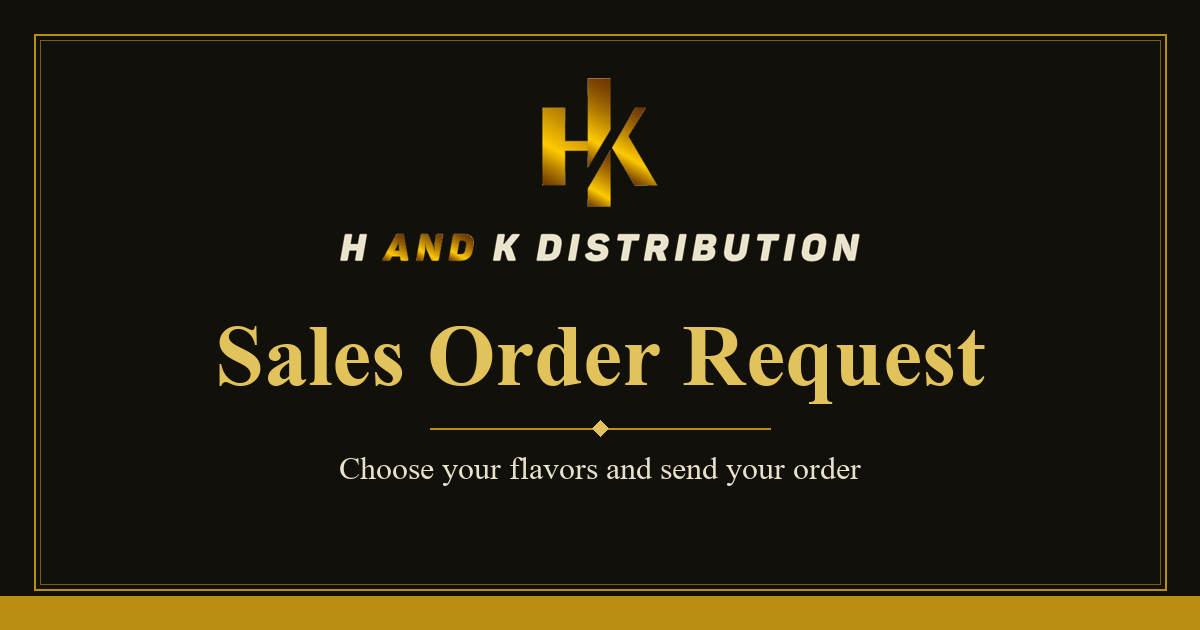 HK
H AND K DISTRIBUTION
Sales Order Request
Choose your flavors and send your order